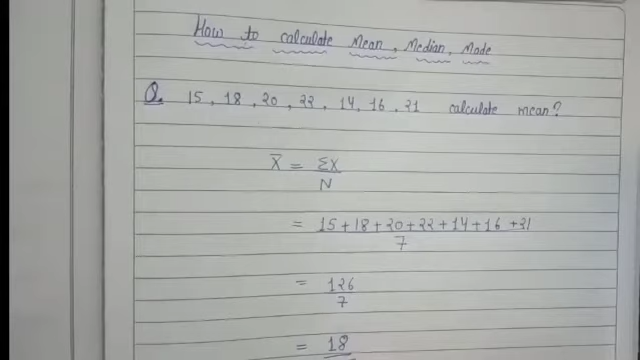 How to calculate Mean, Median, Mode
Q. 15, 18, 20, 22, 14, 16, 21 calculate mean?
X̄ = ΣX
N
= 15+18+20+22+14+16+21
7
= 126
7
= 18